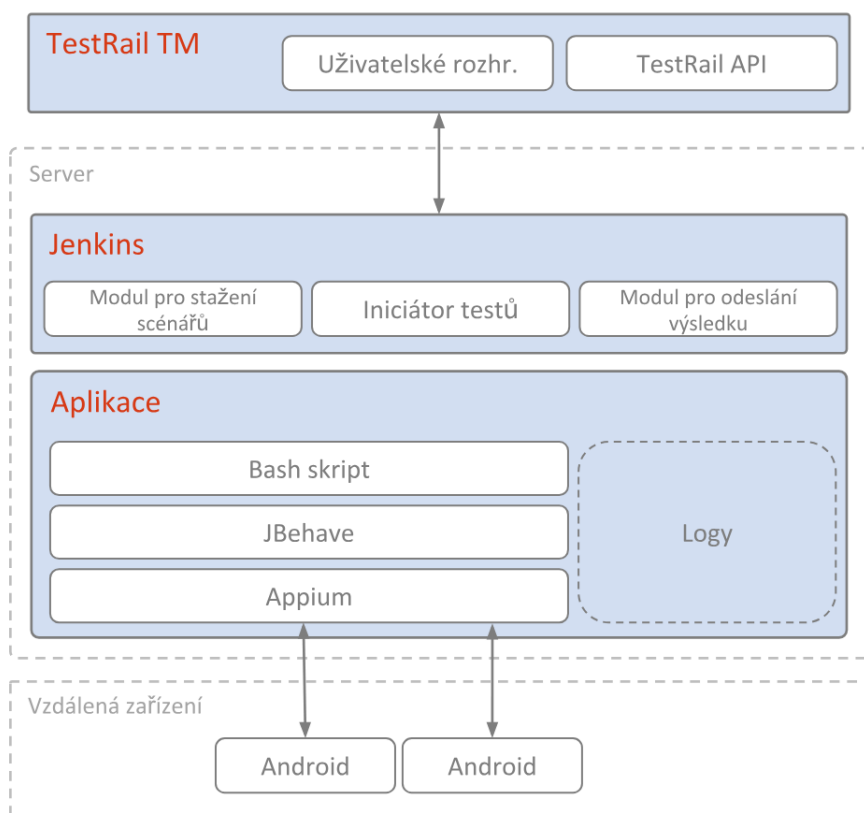 TestRail TM
Uživatelské rozhr.
TestRail API
Server
Jenkins
Modul pro stažení
scénářů
Iniciátor testů
Modul pro odeslání
výsledku
Aplikace
Bash skript
JBehave
Appium
Logy
Vzdálená zařízení
Android
Android